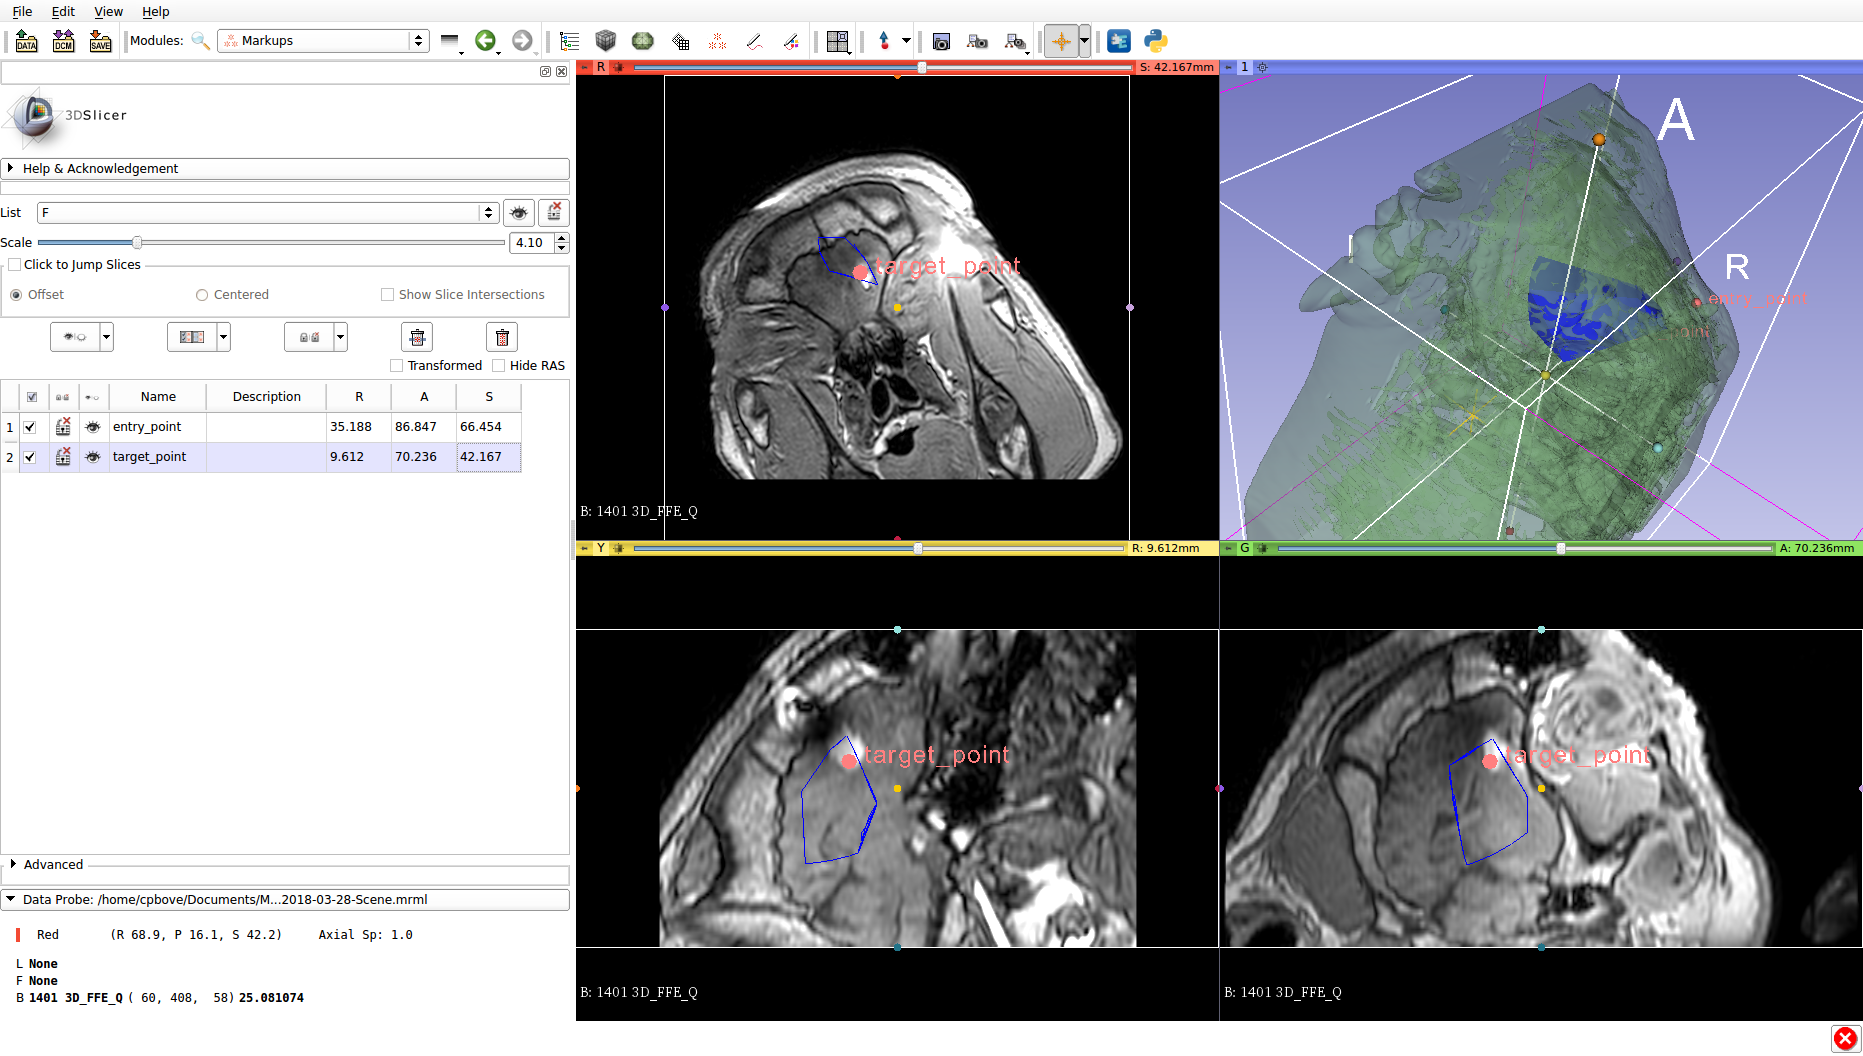 File Edit View Help
DATA DCM SAVE Modules: Markups
3DSlicer
Help & Acknowledgement
List F
Scale 4.10
Click to Jump Slices
Offset Centered Show Slice Intersections
Transformed Hide RAS
Name Description R A S
1 entry_point 35.188 86.847 66.454
2 target_point 9.612 70.236 42.167
Advanced
Data Probe: /home/cpbove/Documents/M...2018-03-28-Scene.mrml
Red (R 68.9, P 16.1, S 42.2) Axial Sp: 1.0
L None
F None
B 1401 3D_FFE_Q ( 60, 408, 58) 25.081074
R S: 42.167mm
target_point
B: 1401 3D_FFE_Q
1
A
I
R
entry_point
oint
Y R: 9.612mm
target_point
B: 1401 3D_FFE_Q
G A: 70.236mm
target_point
B: 1401 3D_FFE_Q